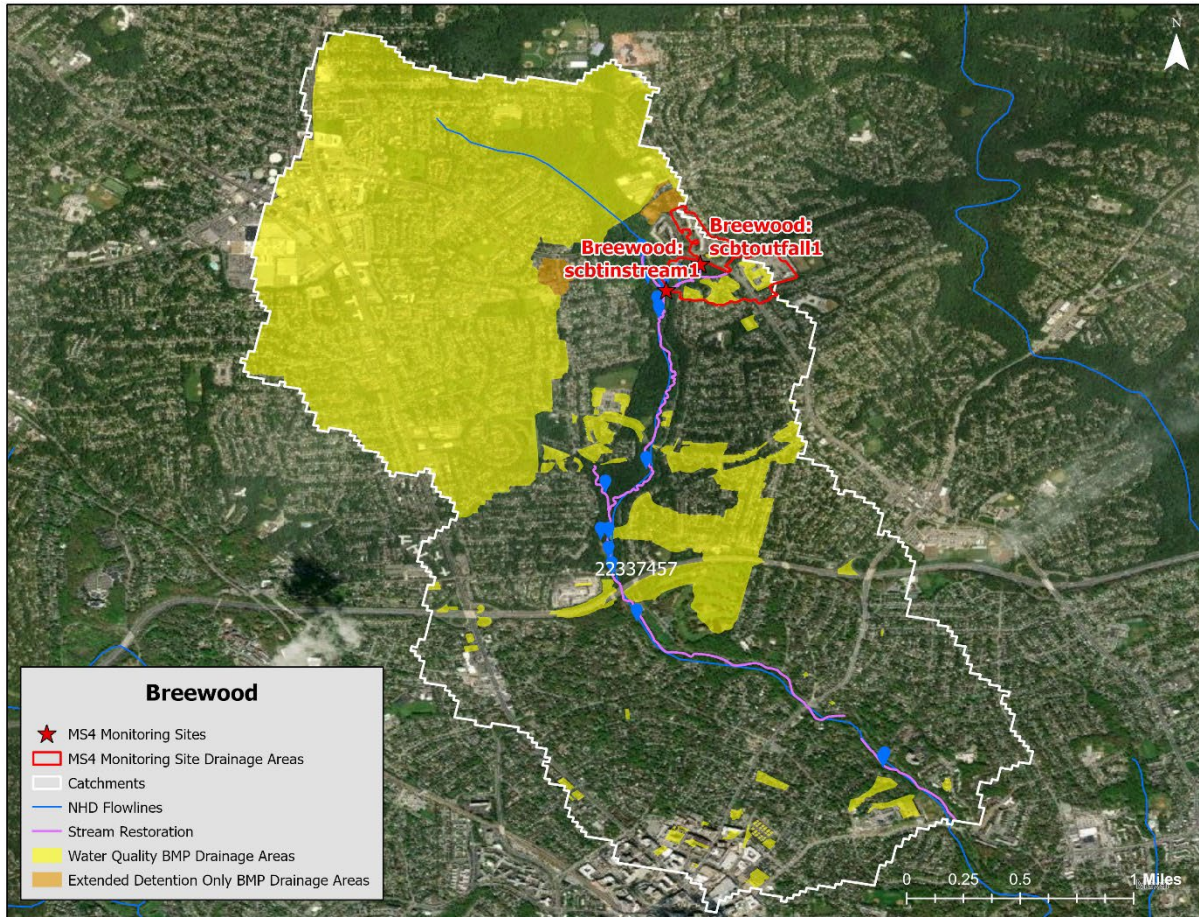 N
Breewood:
scbtoutfall1
Breewood:
scbtinstream1
22337457
Breewood
MS4 Monitoring Sites
MS4 Monitoring Site Drainage Areas
Catchments
NHD Flowlines
Stream Restoration
Water Quality BMP Drainage Areas
Extended Detention Only BMP Drainage Areas
0 0.25 0.5 1 Miles